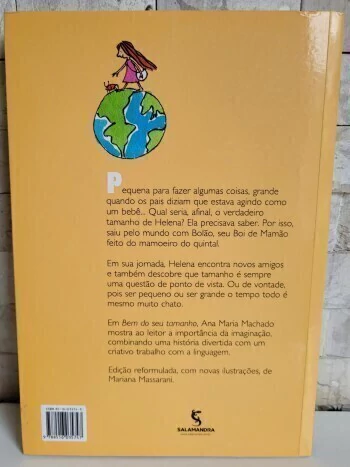 Pequena para fazer algumas coisas, grande
quando os pais diziam que estava agindo como
um bebê... Qual seria, afinal, o verdadeiro
tamanho de Helena? Ela precisava saber. Por isso,
saiu pelo mundo com Bolão, seu Boi de Mamão
feito do mamoeiro do quintal.
Em sua jornada, Helena encontra novos amigos
e também descobre que tamanho é sempre
uma questão de ponto de vista. Ou de vontade,
pois ser pequeno ou ser grande o tempo todo é
mesmo muito chato.
Em Bem do seu tamanho, Ana Maria Machado
mostra ao leitor a importância da imaginação,
combinando uma história divertida com um
criativo trabalho com a linguagem.
Edição reformulada, com novas ilustrações, de
Mariana Massarani.
SALAMANDRA